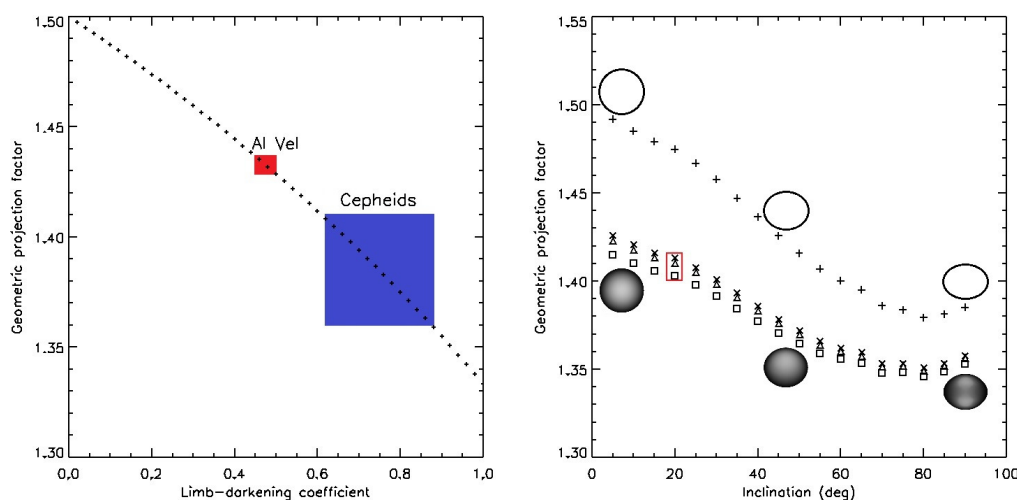 1.50
1.45
1.40
1.35
1.30
Geometric projection factor
AI Vel
Cepheids
0.0 0.2 0.4 0.6 0.8 1.0
Limb-darkening coefficient
1.55
1.50
1.45
1.40
1.35
1.30
Geometric projection factor
0 20 40 60 80 100
Inclination (deg)